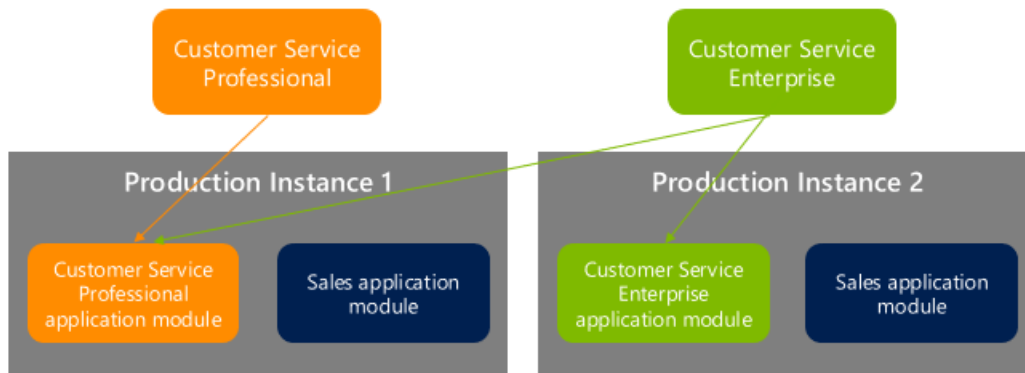 Customer Service
Professional
Customer Service
Enterprise
Production Instance 1
Production Instance 2
Customer Service
Professional
application module
Sales application
module
Customer Service
Enterprise
application module
Sales application
module